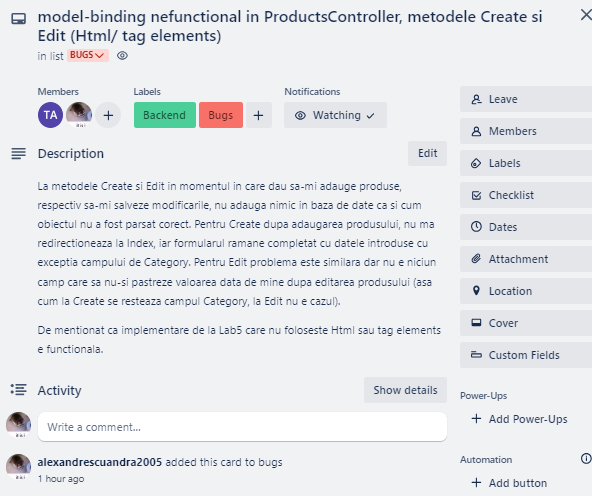 model-binding nefunctional in ProductsController, metodele Create si
Edit (Html/ tag elements)
in list BUGS
Members
Labels
Notifications
TA
Backend
Bugs
Watching
Description
Edit
La metodele Create si Edit in momentul in care dau sa-mi adauge produse,
respectiv sa-mi salveze modificarile, nu adauga nimic in baza de date ca si cum
obiectul nu a fost parsat corect. Pentru Create dupa adaugarea produsului, nu ma
redirectioneaza la Index, iar formularul ramane completat cu datele introduse cu
exceptia campului de Category. Pentru Edit problema este similara dar nu e niciun
camp care sa nu-si pastreze valoarea data de mine dupa editarea produsului (asa
cum la Create se reseteaza campul Category, la Edit nu e cazul).
De mentionat ca implementare de la Lab5 care nu foloseste Html sau tag elements
e functionala.
Activity
Show details
Write a comment...
alexandrescuandra2005 added this card to bugs
1 hour ago
Leave
Members
Labels
Checklist
Dates
Attachment
Location
Cover
Custom Fields
Power-Ups
Add Power-Ups
Automation
Add button